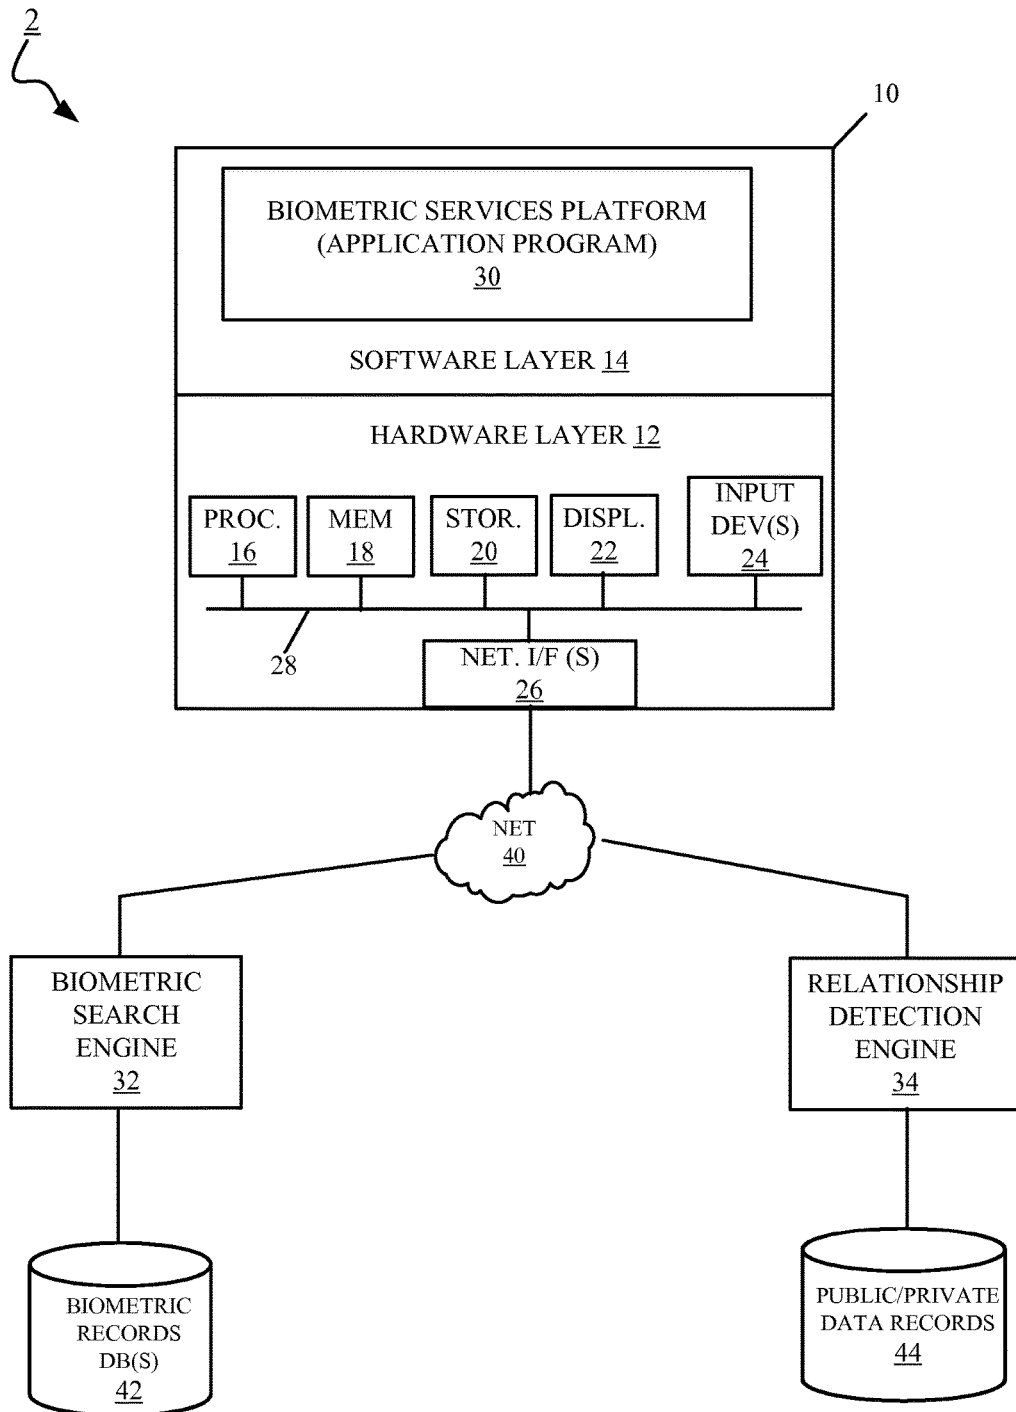 2
10
BIOMETRIC SERVICES PLATFORM
(APPLICATION PROGRAM)
30
SOFTWARE LAYER 14
HARDWARE LAYER 12
PROC.
16
MEM
18
STOR.
20
DISPL.
22
INPUT
DEV(S)
24
28
NET. I/F (S)
26
NET
40
BIOMETRIC
SEARCH
ENGINE
32
RELATIONSHIP
DETECTION
ENGINE
34
BIOMETRIC
RECORDS
DB(S)
42
PUBLIC/PRIVATE
DATA RECORDS
44